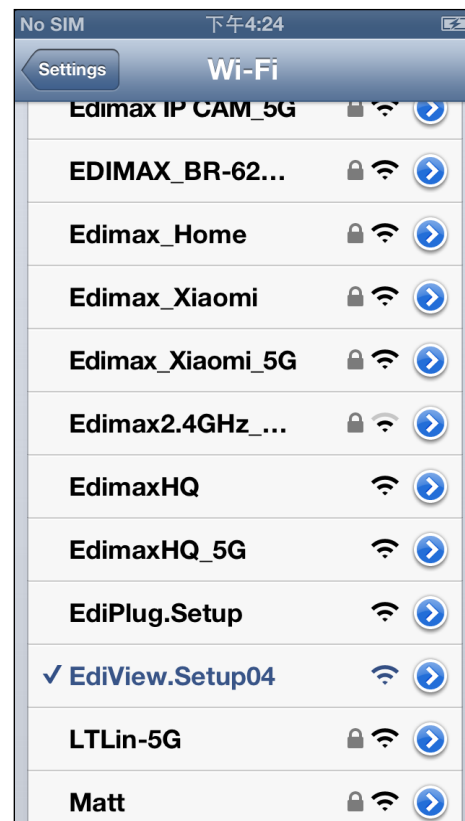 No SIM 下午4:24
Settings Wi-Fi
Edimax IP CAM_5G
EDIMAX_BR-62...
Edimax_Home
Edimax_Xiaomi
Edimax_Xiaomi_5G
Edimax2.4GHz_...
EdimaxHQ
EdimaxHQ_5G
EdiPlug.Setup
✓ EdiView.Setup04
LTLin-5G
Matt